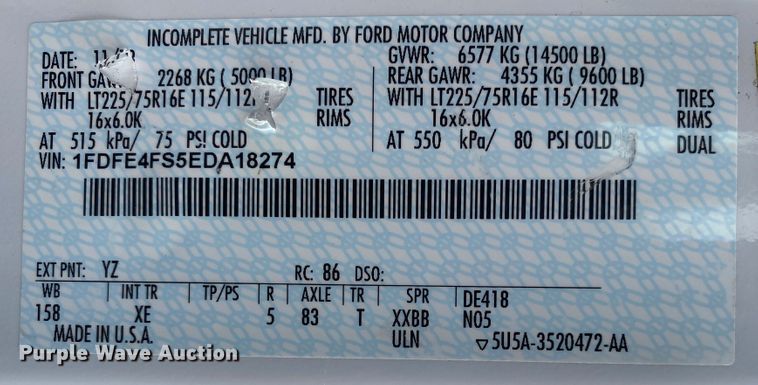 INCOMPLETE VEHICLE MFD. BY FORD MOTOR COMPANY
DATE: 11/
GVWR: 6577 KG (14500 LB)
FRONT GAWR: 2268 KG ( 5000 LB)
REAR GAWR: 4355 KG ( 9600 LB)
WITH LT225/75R16E 115/112R TIRES
WITH LT225/75R16E 115/112R TIRES
16x6.0K RIMS
16x6.0K RIMS
AT 515 kPa/ 75 PSI COLD
AT 550 kPa/ 80 PSI COLD DUAL
VIN: 1FDFE4FS5EDA18274
EXT PNT: YZ RC: 86 DSO:
WB INT TR TP/PS R AXLE TR SPR DE418
158 XE 5 83 T XXBB N05
MADE IN U.S.A. ULN ▽5U5A-3520472-AA
Purple Wave Auction